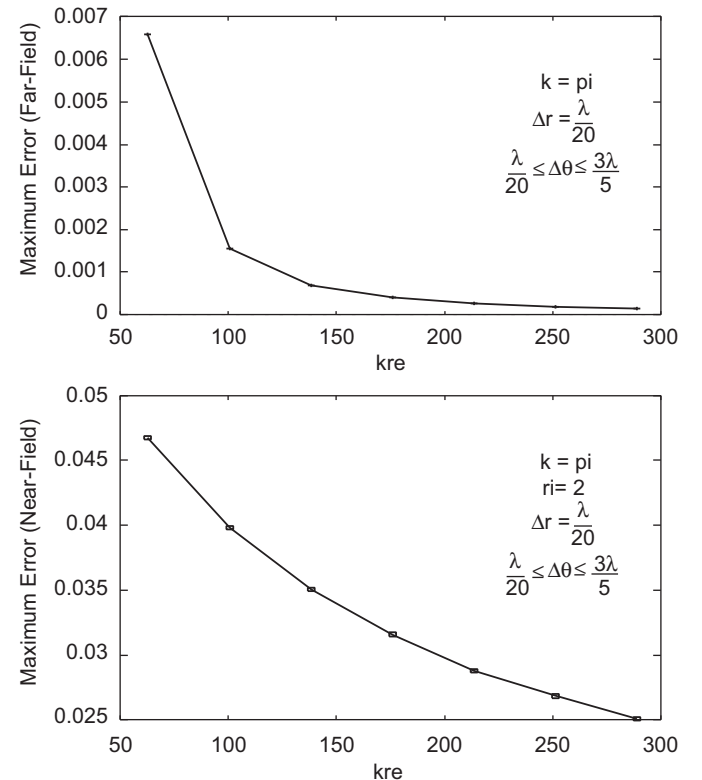 Maximum Error (Far-Field)
0.007
0.006
0.005
0.004
0.003
0.002
0.001
0
k = pi
Δr = λ/20
λ/20 ≤ Δθ ≤ 3λ/5
50 100 150 200 250 300
kre
Maximum Error (Near-Field)
0.05
0.045
0.04
0.035
0.03
0.025
k = pi
ri= 2
Δr = λ/20
λ/20 ≤ Δθ ≤ 3λ/5
50 100 150 200 250 300
kre